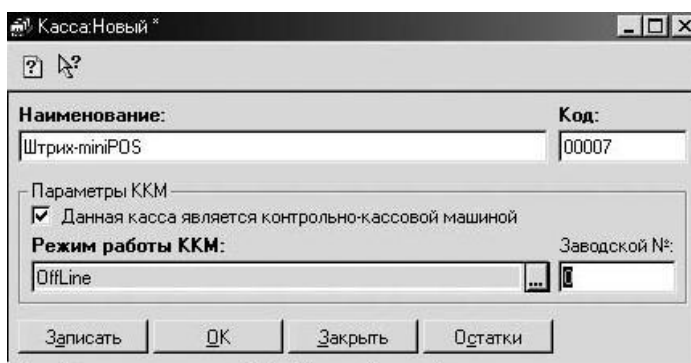 Касса:Новый *
Наименование: Код:
Штрих-miniPOS 00007
Параметры ККМ
Данная касса является контрольно-кассовой машиной
Режим работы ККМ: Заводской №:
OffLine ... 0
Записать OK Закрыть Остатки